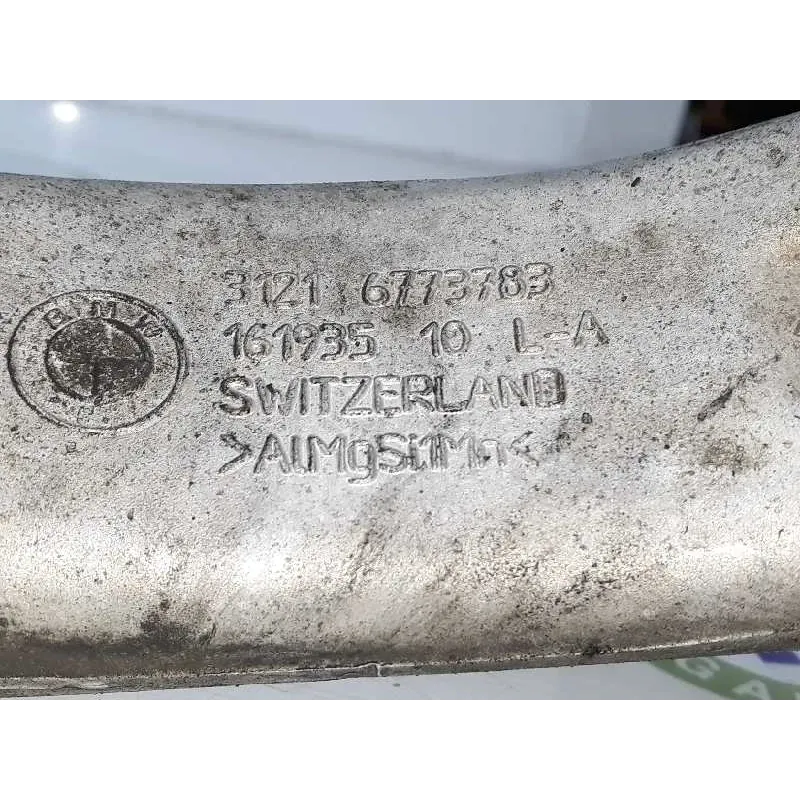 BMW
3121 6773783
161935 10 L-A
SWITZERLAND
>AlMgSi1Mn<